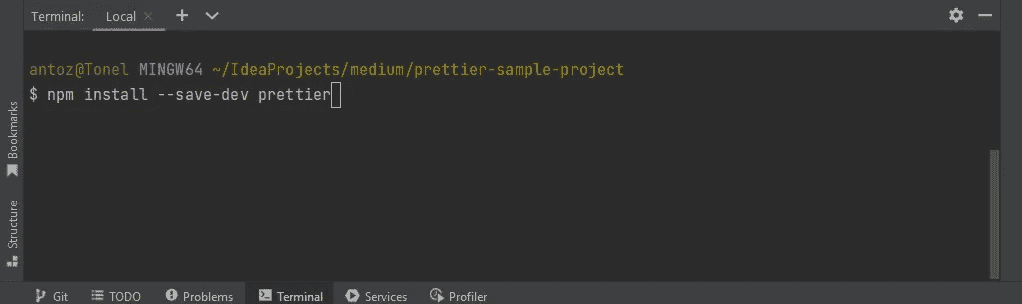 Terminal: Local
antoz@Tonel MINGW64 ~/IdeaProjects/medium/prettier-sample-project
$ npm install --save-dev prettier
Bookmarks
Structure
Git TODO Problems Terminal Services Profiler